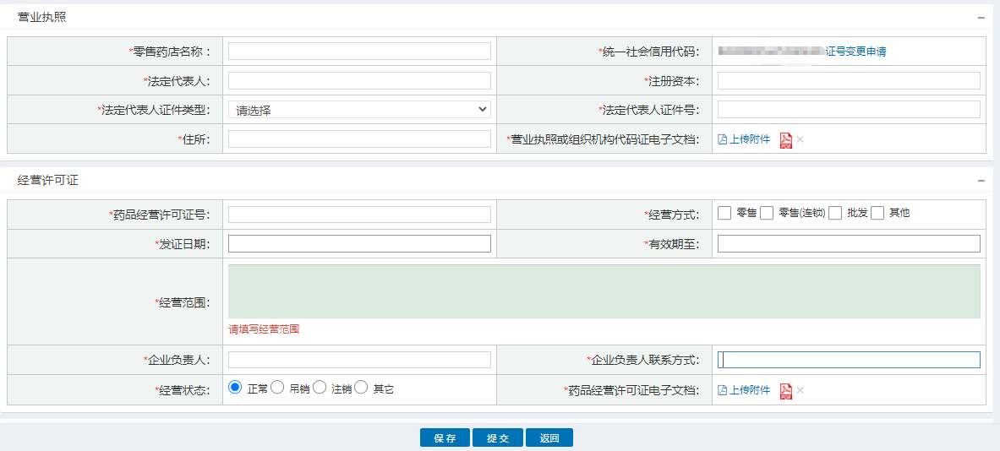 营业执照
*零售药店名称：
*统一社会信用代码： 证号变更申请
*法定代表人：
*注册资本：
*法定代表人证件类型： 请选择
*法定代表人证件号：
*住所：
*营业执照或组织机构代码证电子文档： 上传附件 PDF
经营许可证
*药品经营许可证号：
*经营方式： 零售 零售(连锁) 批发 其他
*发证日期：
*有效期至：
*经营范围：
请填写经营范围
*企业负责人：
*企业负责人联系方式：
*经营状态： 正常 吊销 注销 其它
*药品经营许可证电子文档： 上传附件 PDF
保存 提交 返回